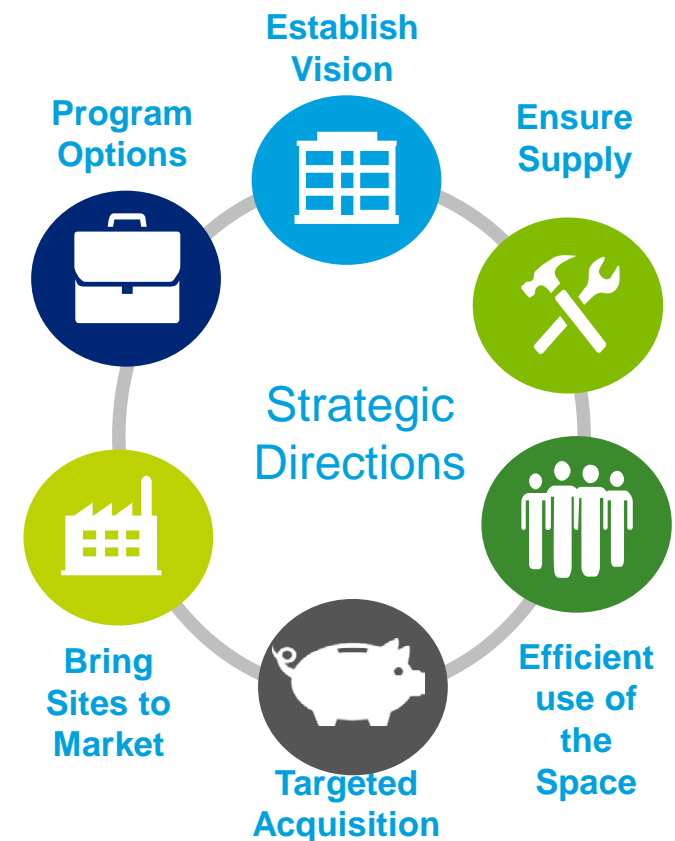 Establish
Vision
Program
Options
Ensure
Supply
Strategic
Directions
Bring
Sites to
Market
Efficient
use of
the
Space
Targeted
Acquisition